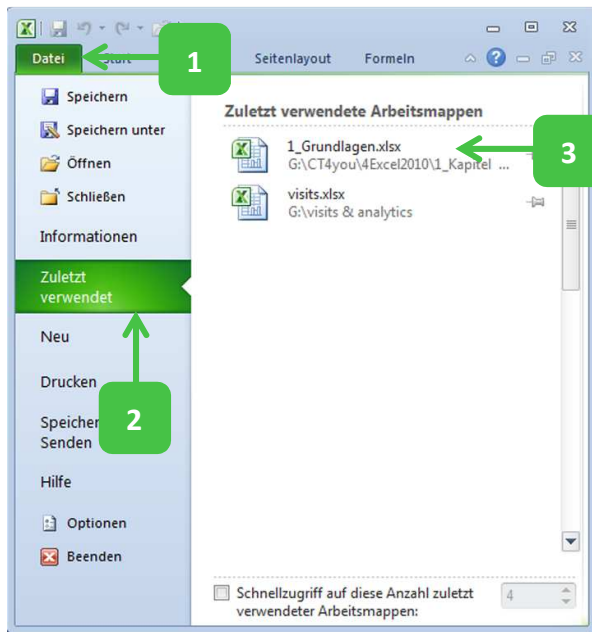 Datei
1
Seitenlayout
Formeln
Speichern
Speichern unter
Öffnen
Schließen
Informationen
Zuletzt
verwendet
Neu
Drucken
2
Senden
Hilfe
Optionen
Beenden
Zuletzt verwendete Arbeitsmappen
1_Grundlagen.xlsx
G:\CT4you\4Excel2010\1_Kapitel ...
3
visits.xlsx
G:\visits & analytics
Schnellzugriff auf diese Anzahl zuletzt
verwendeter Arbeitsmappen:
4